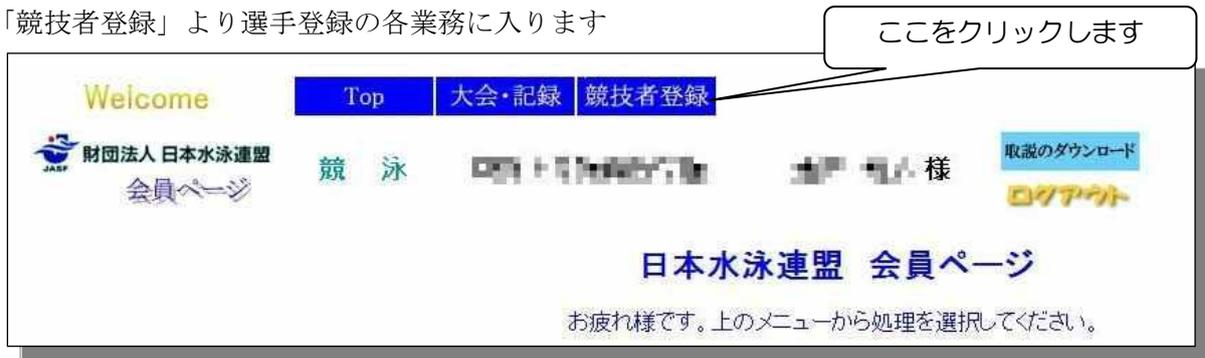 「競技者登録」より選手登録の各業務に入ります
ここをクリックします
Welcome
Top 大会・記録 競技者登録
財団法人 日本水泳連盟
JASF
会員ページ
競 泳
様
取説のダウンロード
ログアウト
日本水泳連盟 会員ページ
お疲れ様です。上のメニューから処理を選択してください。